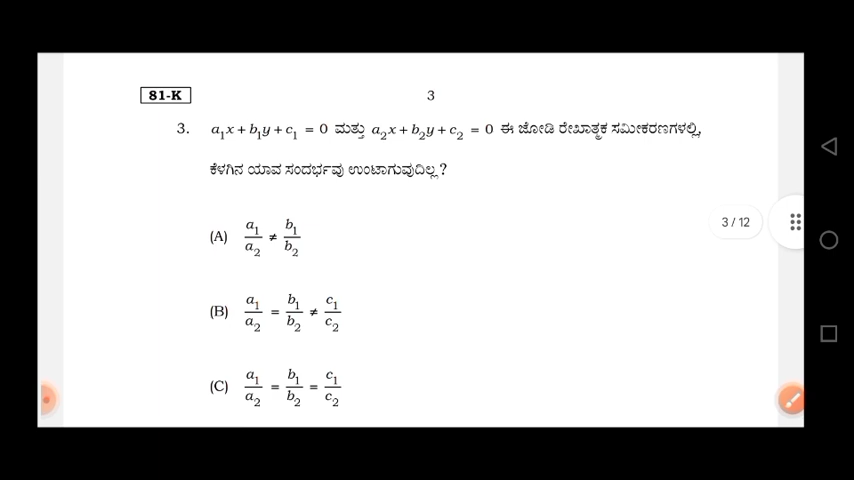 81-K
3
3. a₁x + b₁y + c₁ = 0 ಮತ್ತು a₂x + b₂y + c₂ = 0 ಈ ಜೋಡಿ ರೇಖಾತ್ಮಕ ಸಮೀಕರಣಗಳಲ್ಲಿ,
ಕೆಳಗಿನ ಯಾವ ಸಂದರ್ಭವು ಉಂಟಾಗುವುದಿಲ್ಲ ?
3 / 12
(A) a₁/a₂ ≠ b₁/b₂
(B) a₁/a₂ = b₁/b₂ ≠ c₁/c₂
(C) a₁/a₂ = b₁/b₂ = c₁/c₂